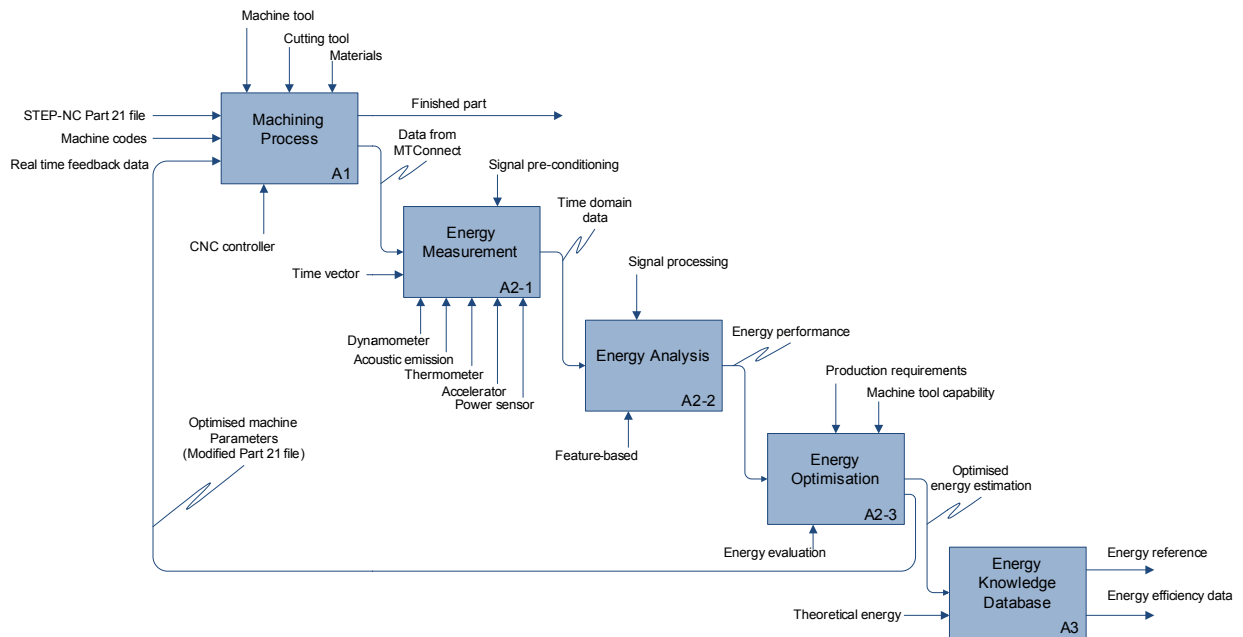 Machine tool
Cutting tool
Materials
STEP-NC Part 21 file
Machine codes
Real time feedback data
Machining
Process
A1
Finished part
Data from
MTConnect
CNC controller
Signal pre-conditioning
Time vector
Energy
Measurement
A2-1
Time domain
data
Dynamometer
Acoustic emission
Thermometer
Accelerator
Power sensor
Signal processing
Energy Analysis
A2-2
Energy performance
Feature-based
Production requirements
Machine tool capability
Optimised machine
Parameters
(Modified Part 21 file)
Energy
Optimisation
A2-3
Optimised
energy estimation
Energy evaluation
Energy
Knowledge
Database
A3
Energy reference
Energy efficiency data
Theoretical energy